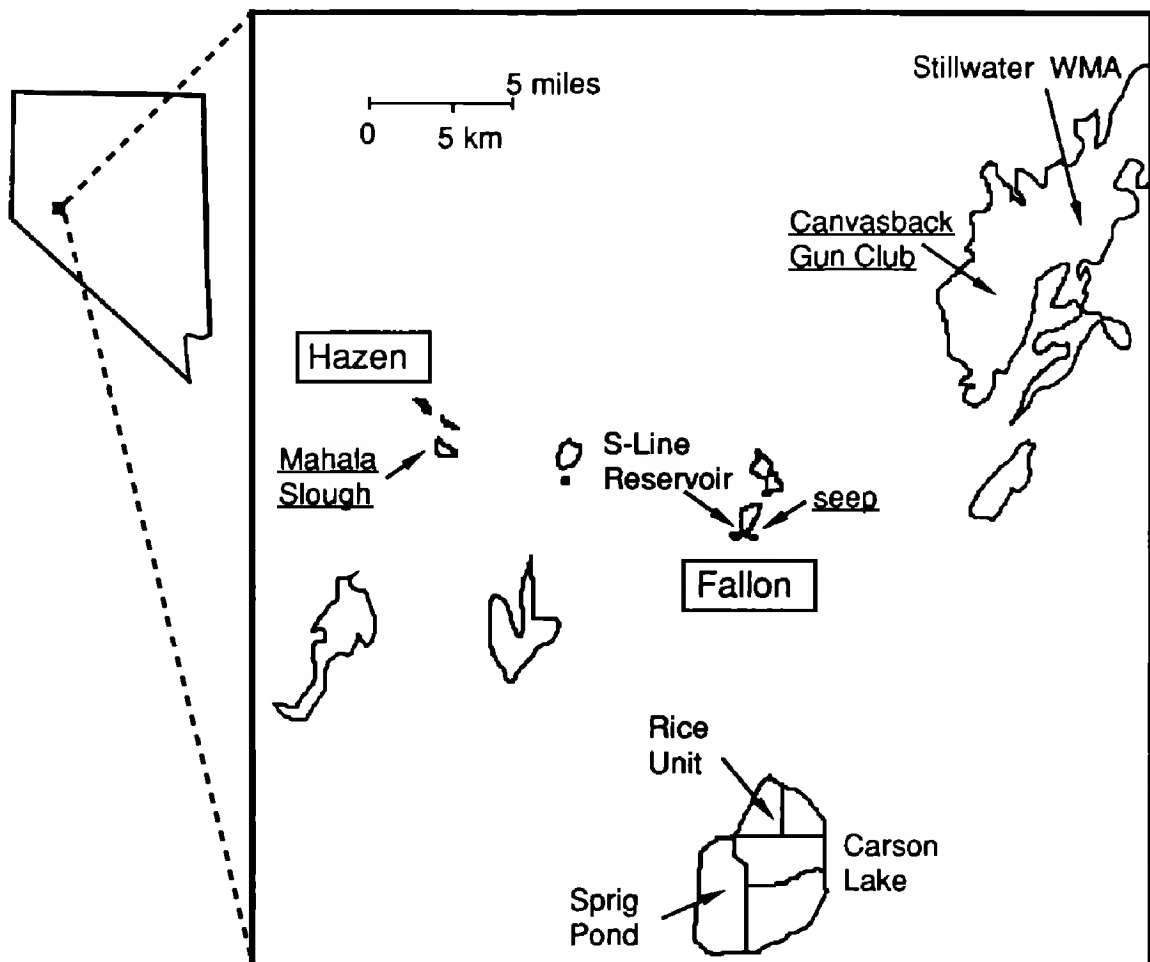 5 miles
0
5 km
Stillwater WMA
Canvasback
Gun Club
Hazen
Mahala
Slough
S-Line
Reservoir
seep
Fallon
Rice
Unit
Carson
Lake
Sprig
Pond